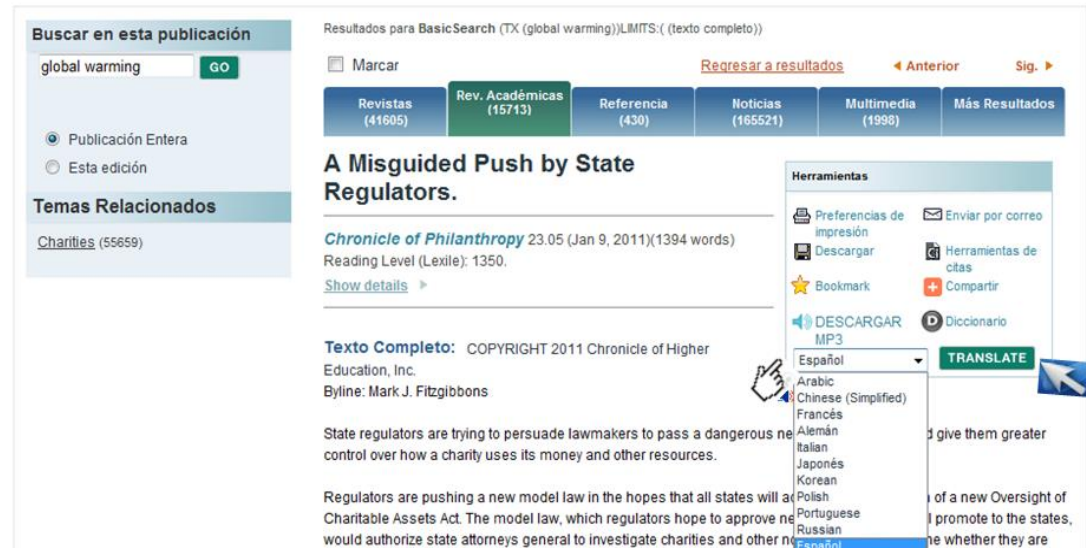 Buscar en esta publicación
global warming GO
Publicación Entera
Esta edición
Temas Relacionados
Charities (55659)
Resultados para BasicSearch (TX (global warming))LIMITS:( (texto completo))
Marcar Regresar a resultados Anterior Sig.
Revistas (41605)
Rev. Académicas (15713)
Referencia (430)
Noticias (165521)
Multimedia (1998)
Más Resultados
A Misguided Push by State
Regulators.
Chronicle of Philanthropy 23.05 (Jan 9, 2011)(1394 words)
Reading Level (Lexile): 1350.
Show details
Herramientas
Preferencias de impresión
Enviar por correo
Descargar
Herramientas de citas
Bookmark
Compartir
DESCARGAR MP3
D Diccionario
Español TRANSLATE
Arabic
Chinese (Simplified)
Francés
Alemán
Italian
Japonés
Korean
Polish
Portuguese
Russian
Español
Texto Completo: COPYRIGHT 2011 Chronicle of Higher
Education, Inc.
Byline: Mark J. Fitzgibbons
State regulators are trying to persuade lawmakers to pass a dangerous give them greater
control over how a charity uses its money and other resources.
Regulators are pushing a new model law in the hopes that all states will of a new Oversight of
Charitable Assets Act. The model law, which regulators hope to approve promote to the states,
would authorize state attorneys general to investigate charities and other whether they are